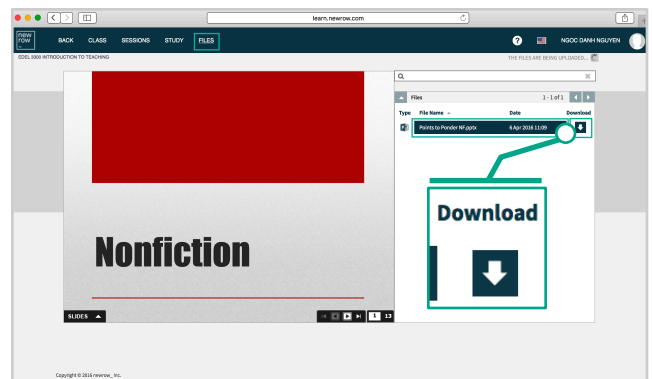 learn.newrow.com
new
row_
BACK CLASS SESSIONS STUDY FILES
? NGOC DANH NGUYEN
EDEL 3000 INTRODUCTION TO TEACHING
THE FILES ARE BEING UPLOADED...
Files 1 - 1 of 1
Type File Name Date Download
Points to Ponder NF.pptx 6 Apr 2016 11:09
Download
Nonfiction
SLIDES 1 13
Copyright © 2016 newrow_ Inc.